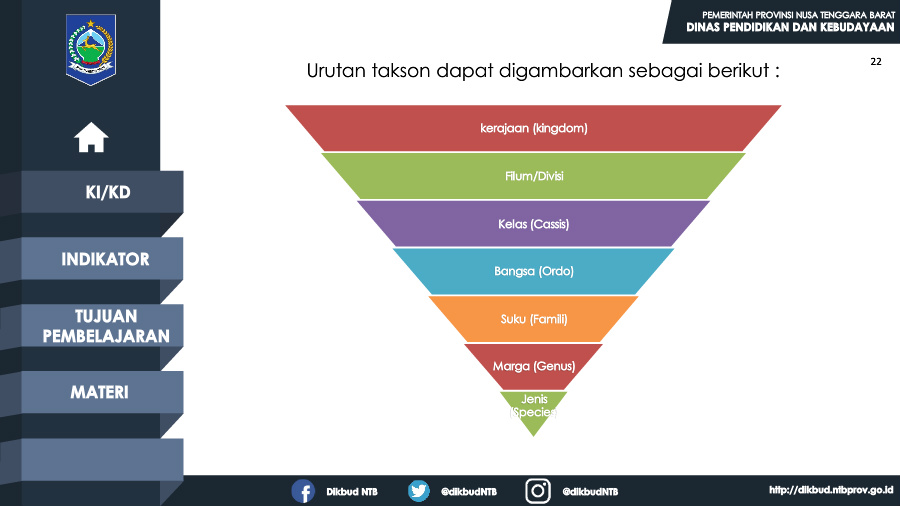 PEMERINTAH PROVINSI NUSA TENGGARA BARAT
DINAS PENDIDIKAN DAN KEBUDAYAAN
22
Urutan takson dapat digambarkan sebagai berikut :
kerajaan (kingdom)
Filum/Divisi
Kelas (Cassis)
Bangsa (Ordo)
Suku (Famili)
Marga (Genus)
Jenis
(Species
KI/KD
INDIKATOR
TUJUAN
PEMBELAJARAN
MATERI
Dikbud NTB
@dikbudNTB
@dikbudNTB
http://dikbud.ntbprov.go.id